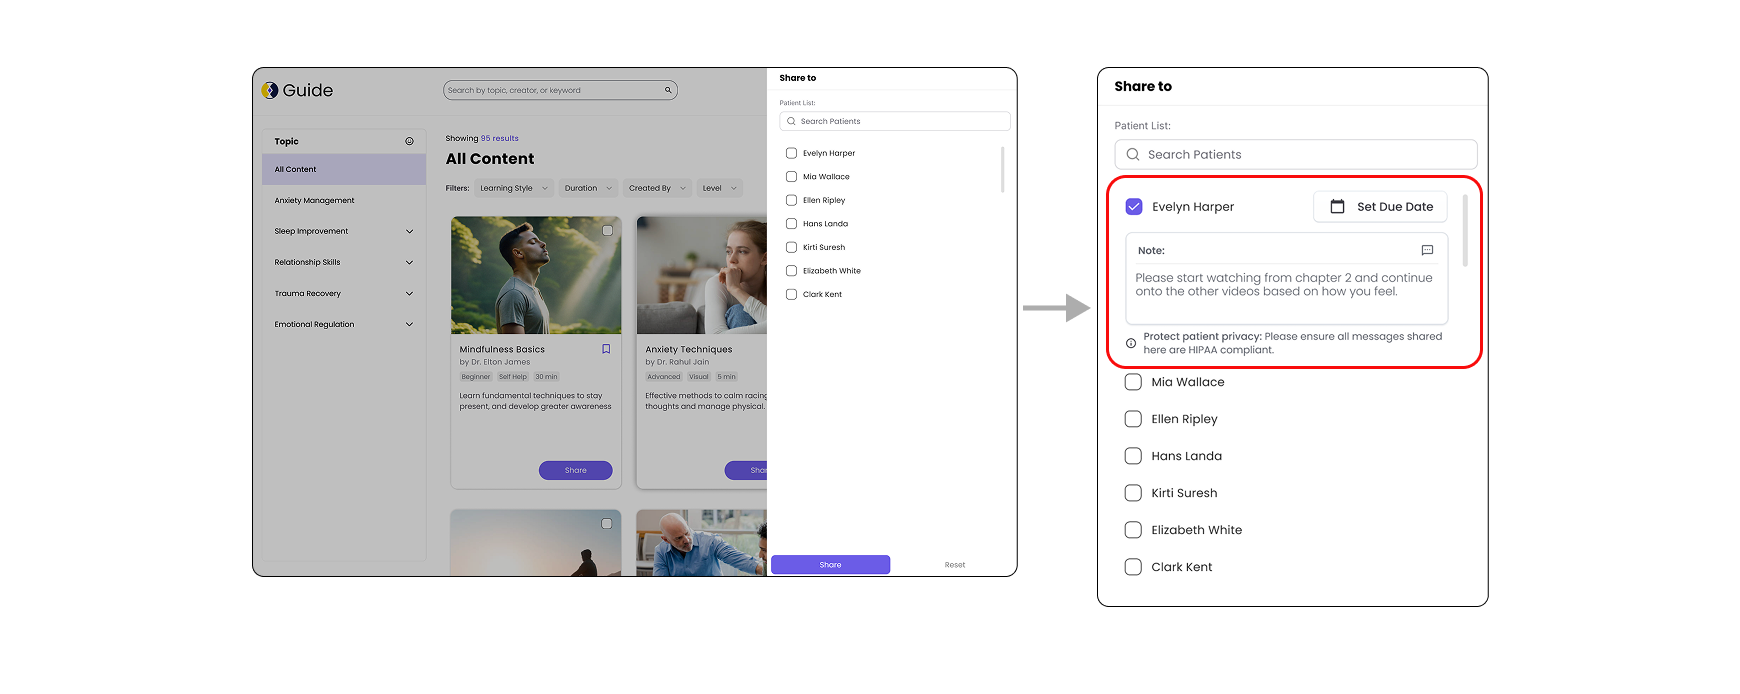 Guide
Search by topic, creator, or keyword
Topic
All Content
Anxiety Management
Sleep Improvement
Relationship Skills
Trauma Recovery
Emotional Regulation
Showing 95 results
All Content
Filters: Learning Style Duration Created By Level
Mindfulness Basics
by Dr. Elton James
Beginner Self Help 30 min
Learn fundamental techniques to stay
present, and develop greater awareness
Share
Anxiety Techniques
by Dr. Rahul Jain
Advanced Visual 5 min
Effective methods to calm racing
thoughts and manage physical.
Shar
Share to
Patient List:
Search Patients
Evelyn Harper
Mia Wallace
Ellen Ripley
Hans Landa
Kirti Suresh
Elizabeth White
Clark Kent
Share Reset
Share to
Patient List:
Search Patients
Evelyn Harper Set Due Date
Note:
Please start watching from chapter 2 and continue
onto the other videos based on how you feel.
Protect patient privacy: Please ensure all messages shared
here are HIPAA compliant.
Mia Wallace
Ellen Ripley
Hans Landa
Kirti Suresh
Elizabeth White
Clark Kent